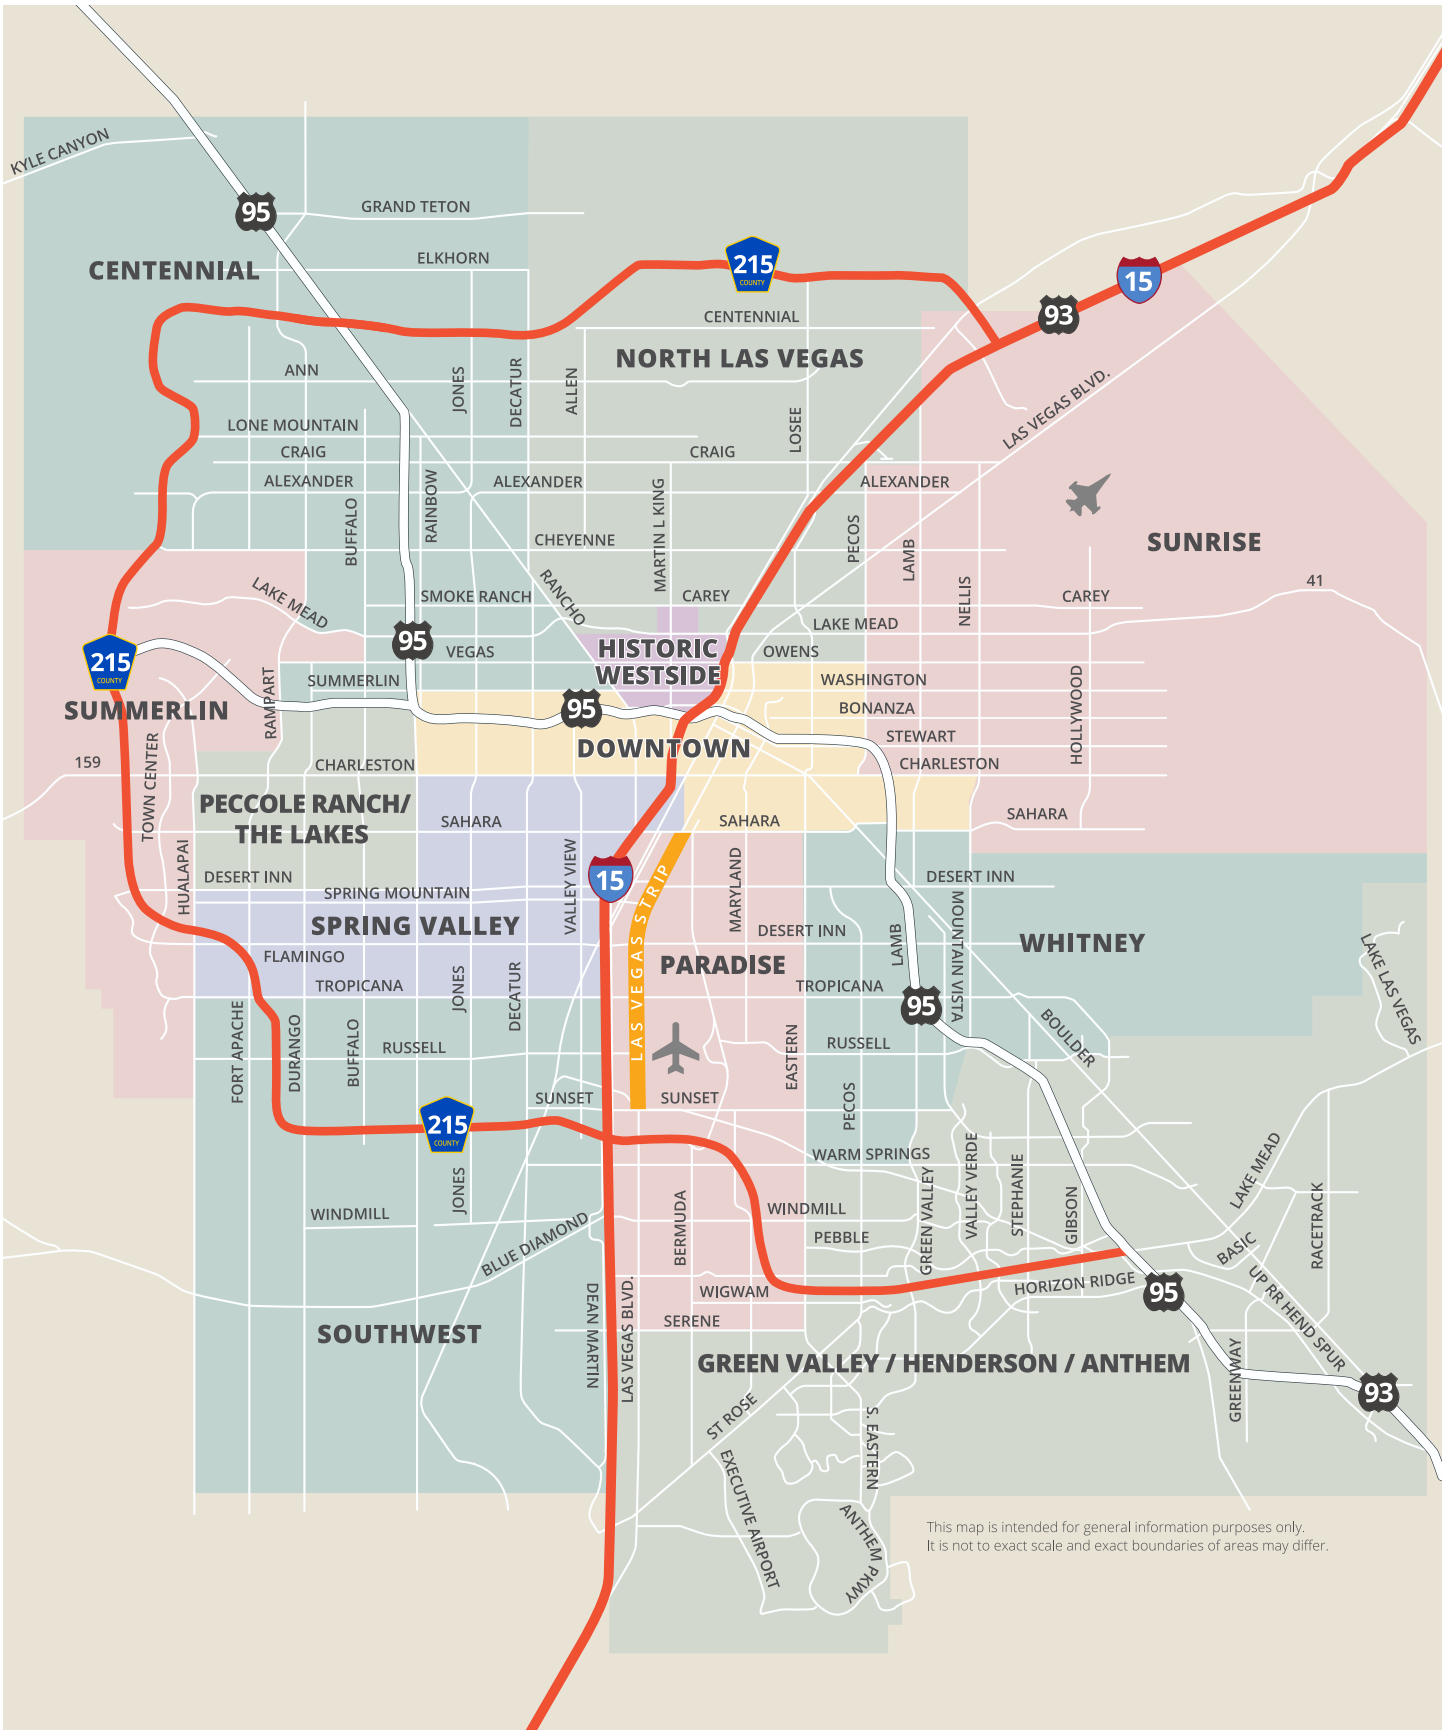 KYLE CANYON
95
GRAND TETON
ELKHORN
CENTENNIAL
215
COUNTY
15
93
CENTENNIAL
NORTH LAS VEGAS
ANN
JONES
DECATUR
ALLEN
LOSEE
LAS VEGAS BLVD.
LONE MOUNTAIN
CRAIG
CRAIG
ALEXANDER
ALEXANDER
ALEXANDER
BUFFALO
RAINBOW
MARTIN L KING
PECOS
LAMB
CHEYENNE
SUNRISE
NELLIS
RANCHO
LAKE MEAD
SMOKE RANCH
CAREY
CAREY
41
LAKE MEAD
95
VEGAS
HISTORIC
WESTSIDE
OWENS
215
COUNTY
SUMMERLIN
WASHINGTON
RAMPART
HOLLYWOOD
SUMMERLIN
95
BONANZA
STEWART
DOWNTOWN
159
TOWN CENTER
CHARLESTON
CHARLESTON
PECCOLE RANCH/
THE LAKES
SAHARA
SAHARA
SAHARA
HUALAPAI
VALLEY VIEW
MARYLAND
DESERT INN
15
DESERT INN
SPRING MOUNTAIN
LAS VEGAS STRIP
MOUNTAIN VISTA
SPRING VALLEY
DESERT INN
LAMB
WHITNEY
FLAMINGO
PARADISE
LAKE LAS VEGAS
TROPICANA
TROPICANA
JONES
DECATUR
95
FORT APACHE
DURANGO
BUFFALO
RUSSELL
EASTERN
RUSSELL
BOULDER
SUNSET
SUNSET
PECOS
215
COUNTY
WARM SPRINGS
JONES
BERMUDA
GREEN VALLEY
VALLEY VERDE
STEPHANIE
GIBSON
LAKE MEAD
RACETRACK
WINDMILL
WINDMILL
BLUE DIAMOND
PEBBLE
BASIC
HORIZON RIDGE
95
UP RR HEND SPUR
DEAN MARTIN
LAS VEGAS BLVD.
WIGWAM
SERENE
SOUTHWEST
GREEN VALLEY / HENDERSON / ANTHEM
GREENWAY
93
ST ROSE
S. EASTERN
EXECUTIVE AIRPORT
ANTHEM PKWY
This map is intended for general information purposes only.
It is not to exact scale and exact boundaries of areas may differ.